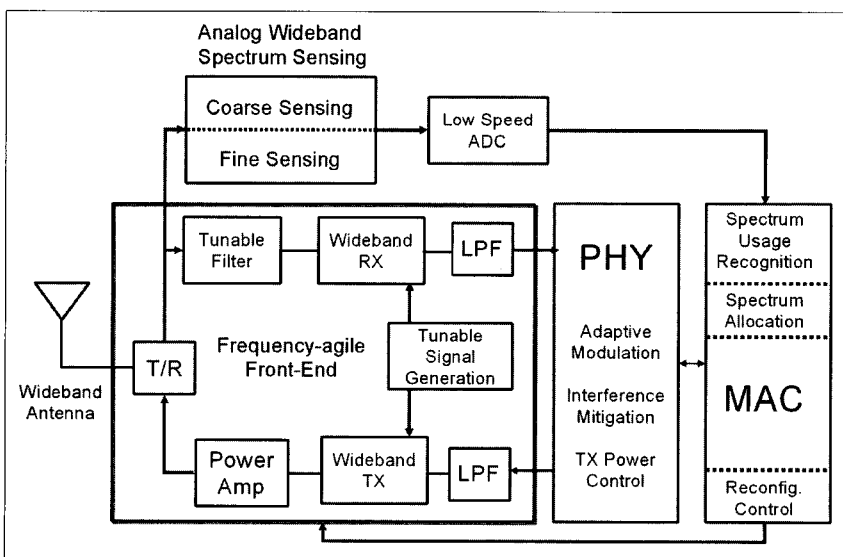 Analog Wideband
Spectrum Sensing
Coarse Sensing
Fine Sensing
Low Speed
ADC
Tunable
Filter
Wideband
RX
LPF
PHY
Adaptive
Modulation
Interference
Mitigation
TX Power
Control
Spectrum
Usage
Recognition
Spectrum
Allocation
MAC
Reconfig.
Control
Wideband
Antenna
T/R
Frequency-agile
Front-End
Tunable
Signal
Generation
Power
Amp
Wideband
TX
LPF